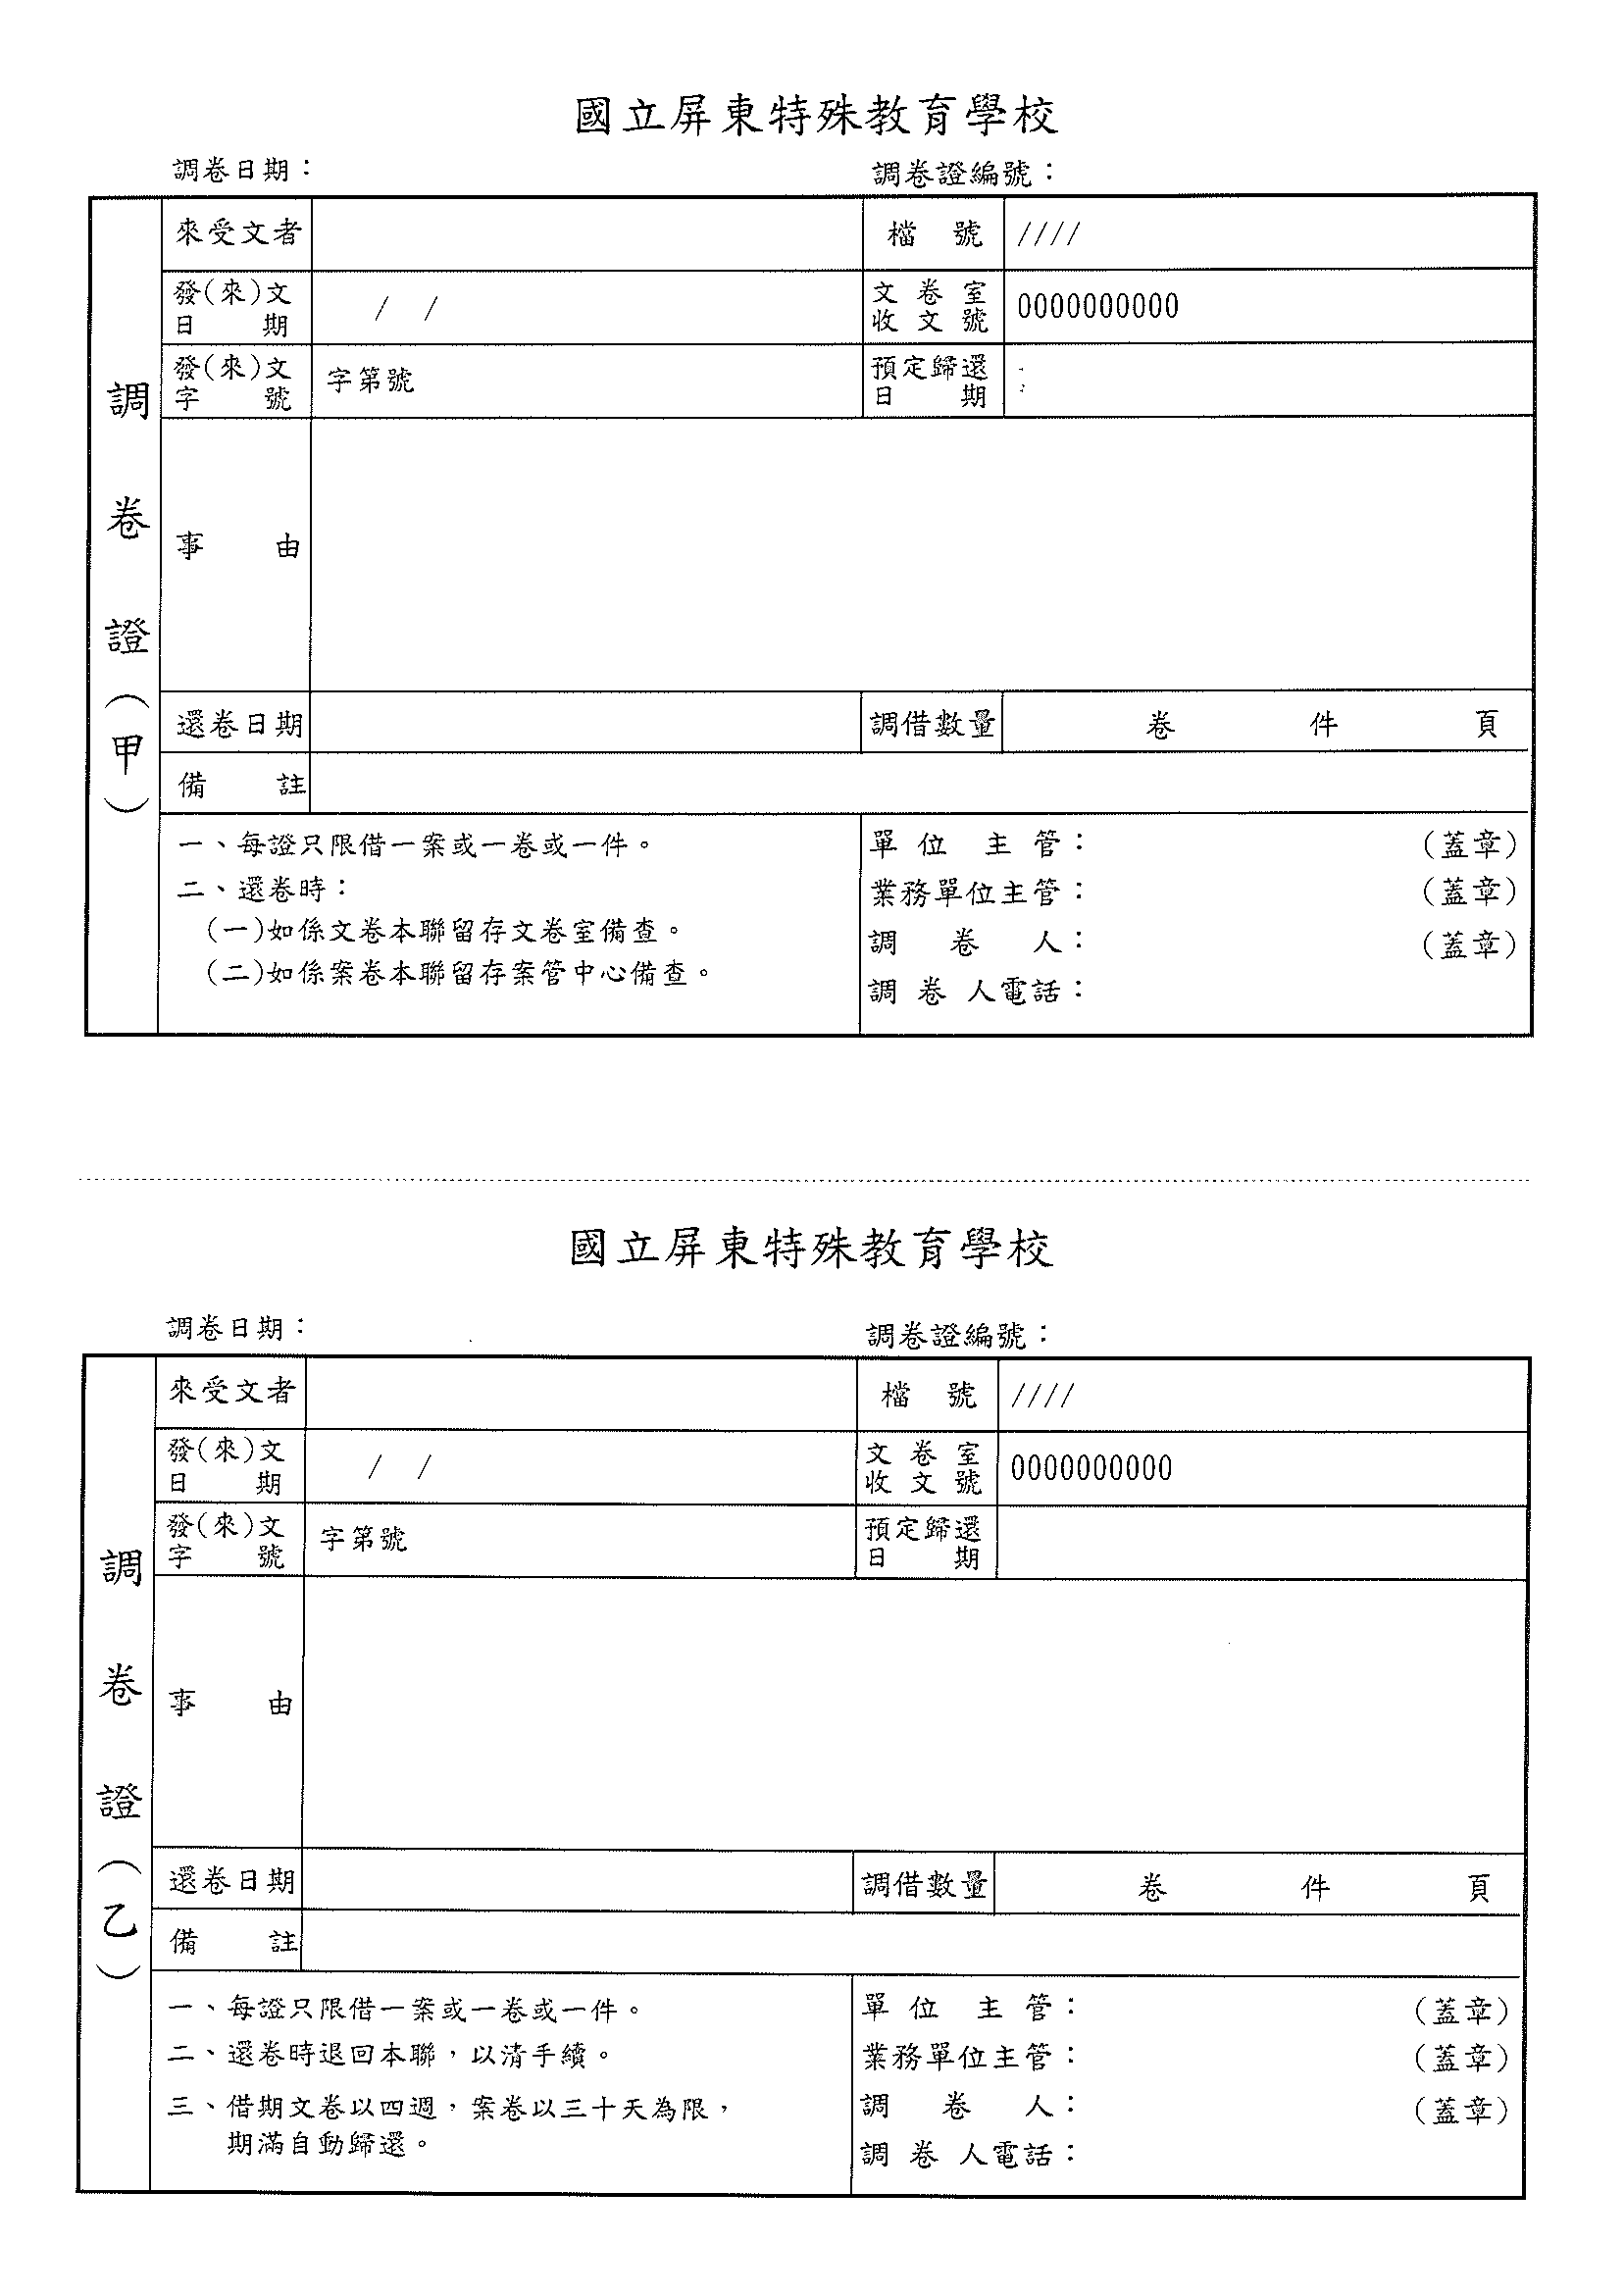 國立屏東特殊教育學校
調卷日期： 調卷證編號：
調卷證（甲）
來受文者 檔 號 ////
發(來)文日 期 / / 文卷室收文號 0000000000
發(來)文字 號 字第號 預定歸還日 期
事 由
還卷日期 調借數量 卷 件 頁
備 註
一、每證只限借一案或一卷或一件。
二、還卷時：
(一)如係文卷本聯留存文卷室備查。
(二)如係案卷本聯留存案管中心備查。
單 位 主 管： (蓋章)
業務單位主管： (蓋章)
調 卷 人： (蓋章)
調 卷 人電話：
國立屏東特殊教育學校
調卷日期： 調卷證編號：
調卷證（乙）
來受文者 檔 號 ////
發(來)文日 期 / / 文卷室收文號 0000000000
發(來)文字 號 字第號 預定歸還日 期
事 由
還卷日期 調借數量 卷 件 頁
備 註
一、每證只限借一案或一卷或一件。
二、還卷時退回本聯，以清手續。
三、借期文卷以四週，案卷以三十天為限，
期滿自動歸還。
單 位 主 管： (蓋章)
業務單位主管： (蓋章)
調 卷 人： (蓋章)
調 卷 人電話：